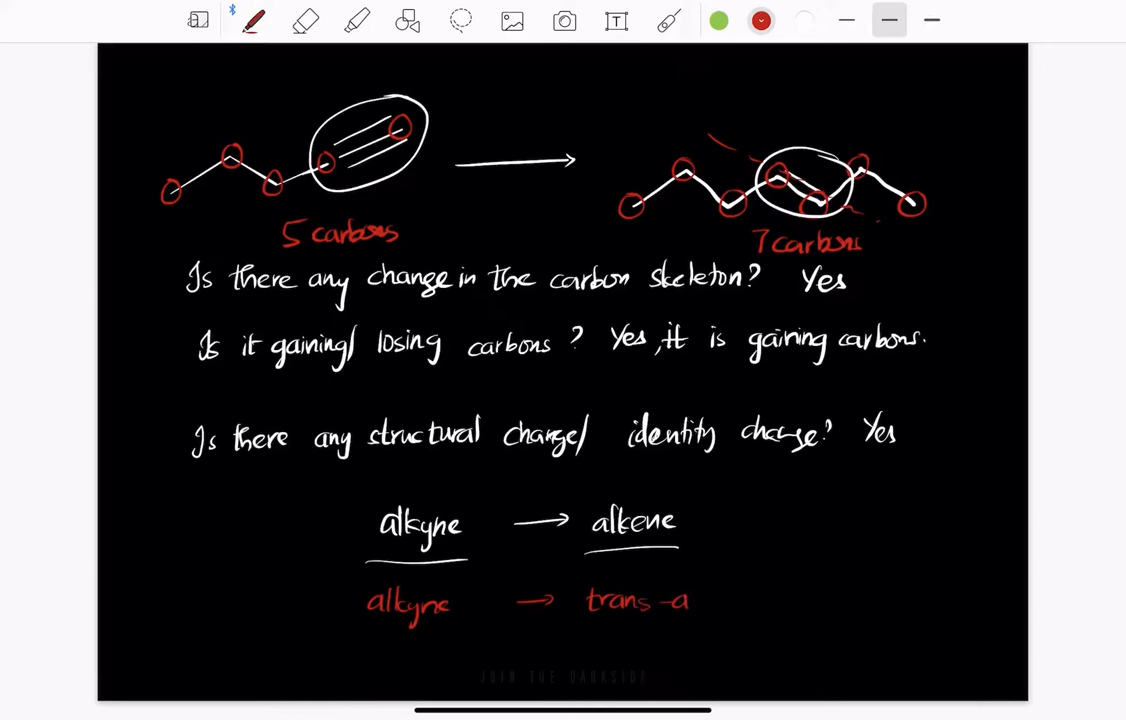 5 carbons
7 carbons
Is there any change in the carbon skeleton? Yes
Is it gaining/ losing carbons? Yes, it is gaining carbons.
Is there any structural change/ identity change? Yes
alkyne → alkene
alkyne → trans-a
JOIN THE DARKSIDE